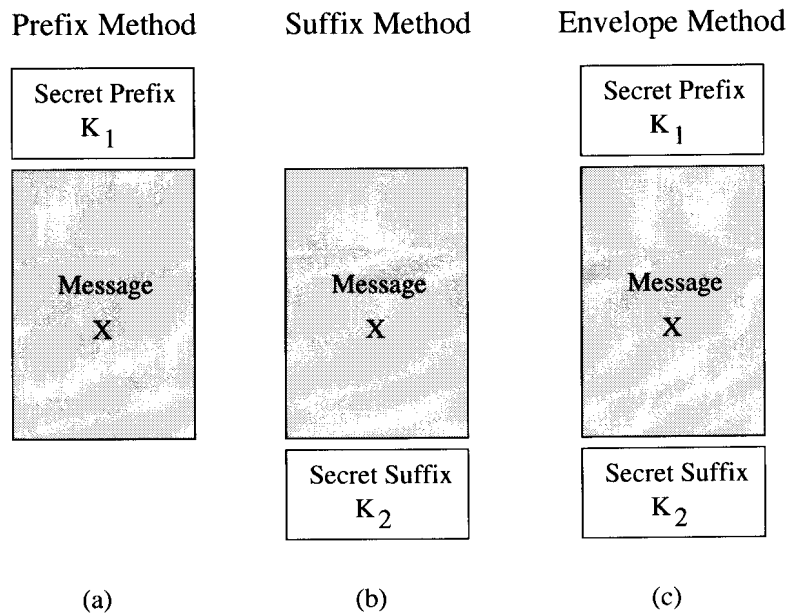 Prefix Method
Secret Prefix
K1
Message
X
(a)
Suffix Method
Message
X
Secret Suffix
K2
(b)
Envelope Method
Secret Prefix
K1
Message
X
Secret Suffix
K2
(c)